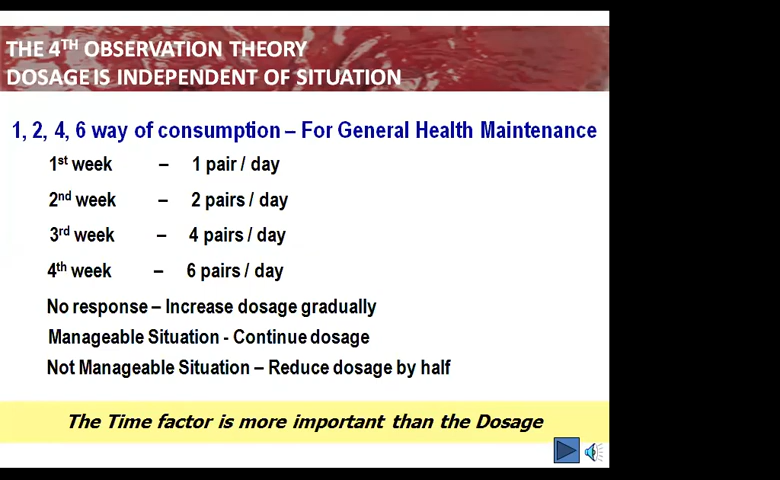 THE 4TH OBSERVATION THEORY
DOSAGE IS INDEPENDENT OF SITUATION
1, 2, 4, 6 way of consumption – For General Health Maintenance
1st week – 1 pair / day
2nd week – 2 pairs / day
3rd week – 4 pairs / day
4th week – 6 pairs / day
No response – Increase dosage gradually
Manageable Situation - Continue dosage
Not Manageable Situation – Reduce dosage by half
The Time factor is more important than the Dosage